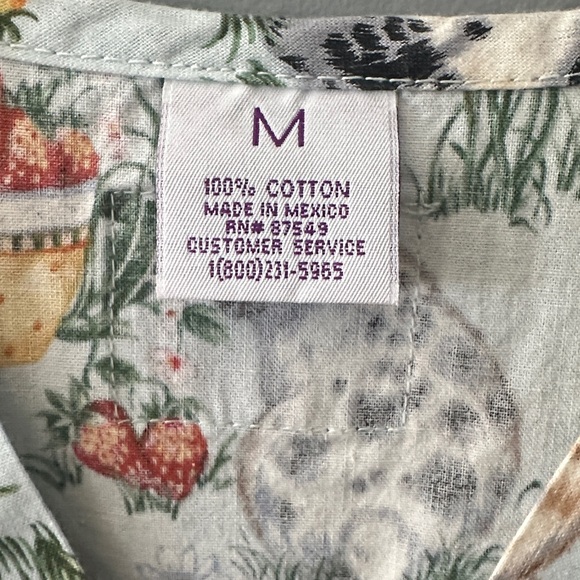 M
100% COTTON
MADE IN MEXICO
RN# 87549
CUSTOMER SERVICE
1(800)231-5965